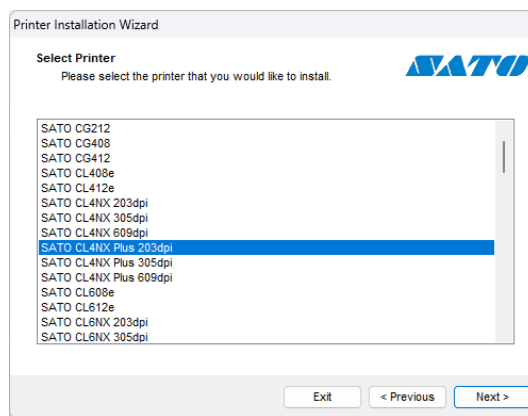 Printer Installation Wizard
Select Printer
Please select the printer that you would like to install.
SATO
SATO CG212
SATO CG408
SATO CG412
SATO CL408e
SATO CL412e
SATO CL4NX 203dpi
SATO CL4NX 305dpi
SATO CL4NX 609dpi
SATO CL4NX Plus 203dpi
SATO CL4NX Plus 305dpi
SATO CL4NX Plus 609dpi
SATO CL608e
SATO CL612e
SATO CL6NX 203dpi
SATO CL6NX 305dpi
Exit
< Previous
Next >